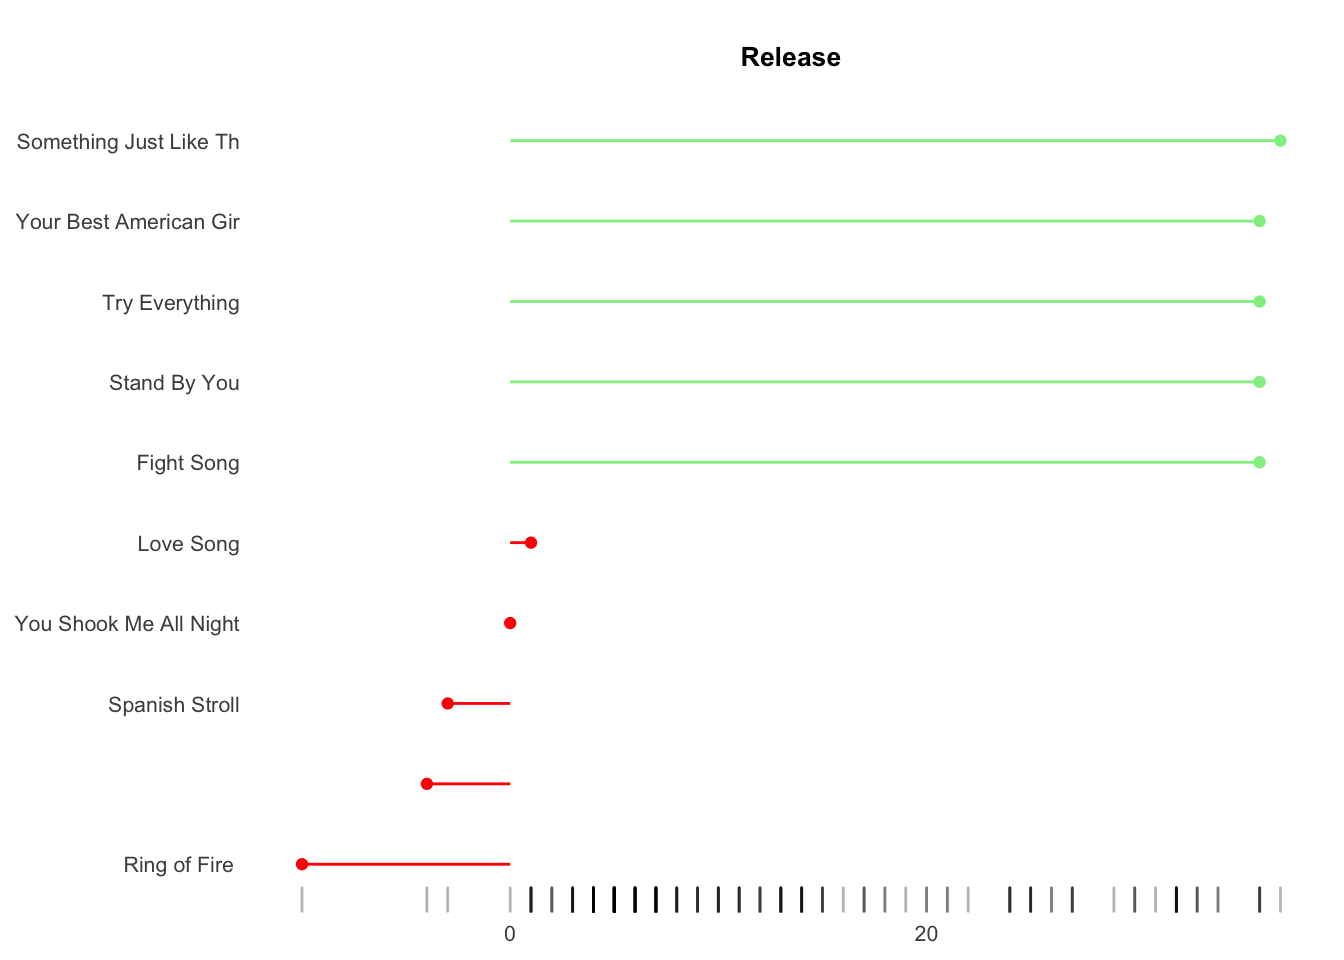 Release
Something Just Like Th
Your Best American Gir
Try Everything
Stand By You
Fight Song
Love Song
You Shook Me All Night
Spanish Stroll
Ring of Fire
0
20